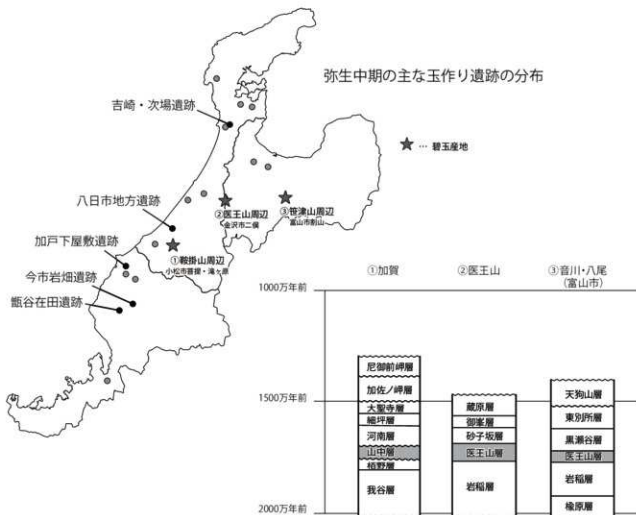 弥生中期の主な玉作り遺跡の分布
吉崎・次場遺跡
★ … 碧玉産地
八日市地方遺跡
②医王山周辺
金沢市二俣
③笹津山周辺
富山市割山
加戸下屋敷遺跡
①鞍掛山周辺
小松市菩提・滝ヶ原
今市岩畑遺跡
甑谷在田遺跡
①加賀
②医王山
③音川・八尾
(富山市)
1000万年前
1500万年前
2000万年前
尼御前岬層
加佐ノ岬層
大聖寺層
細坪層
河南層
山中層
栢野層
我谷層
蔵原層
御峯層
砂子坂層
医王山層
岩稲層
天狗山層
東別所層
黒瀬谷層
医王山層
岩稲層
楡原層